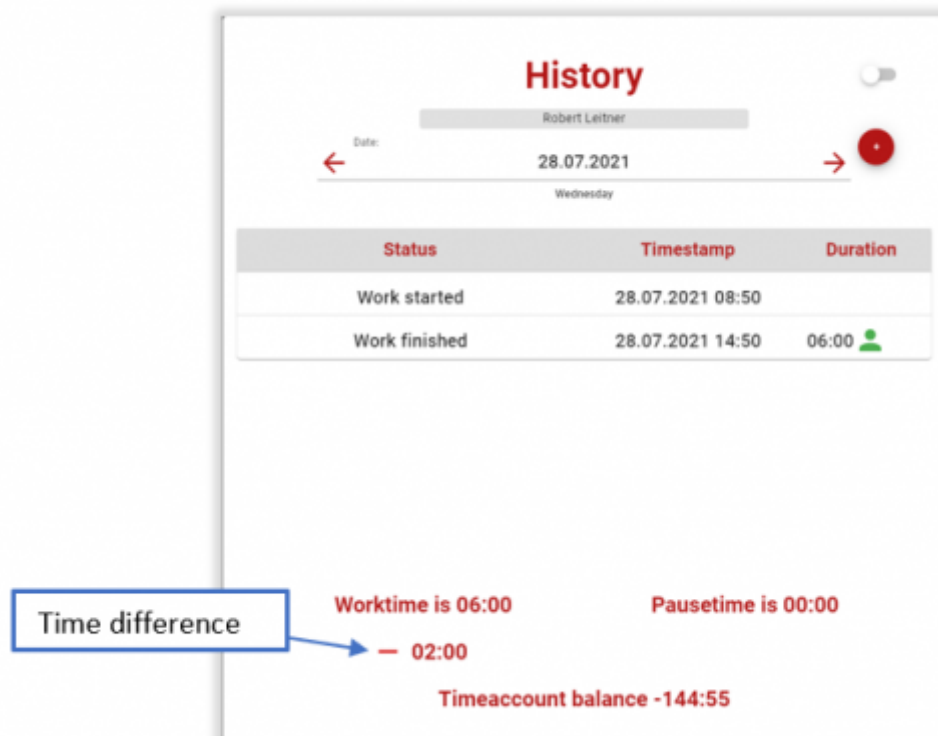 History
Robert Leitner
Date:
28.07.2021
+
Wednesday
Status Timestamp Duration
Work started 28.07.2021 08:50
Work finished 28.07.2021 14:50 06:00
Worktime is 06:00 Pausetime is 00:00
Time difference
— 02:00
Timeaccount balance -144:55